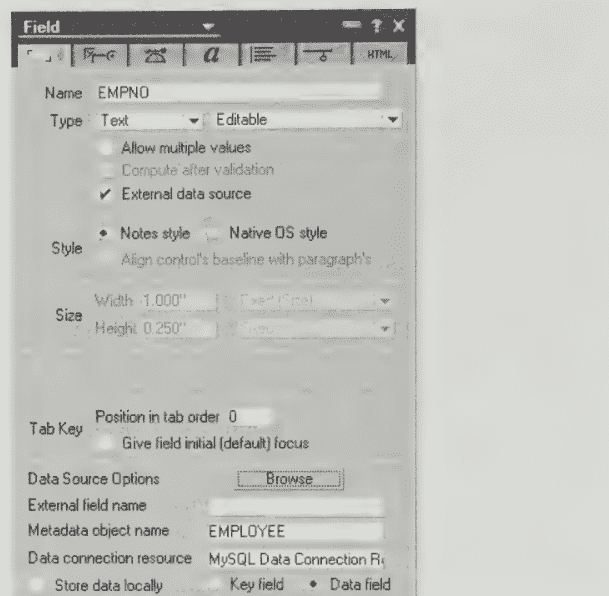 Field
? X
a
HTML
Name EMPNO
Type Text Editable
Allow multiple values
Compute after validation
External data source
Style
Notes style Native OS style
Align control's baseline with paragraph's
Size
Width 1.000" Fixed (Size)
Height 0.250"
Tab Key
Position in tab order 0
Give field initial (default) focus
Data Source Options Browse
External field name
Metadata object name EMPLOYEE
Data connection resource MySQL Data Connection R
Store data locally Key field Data field